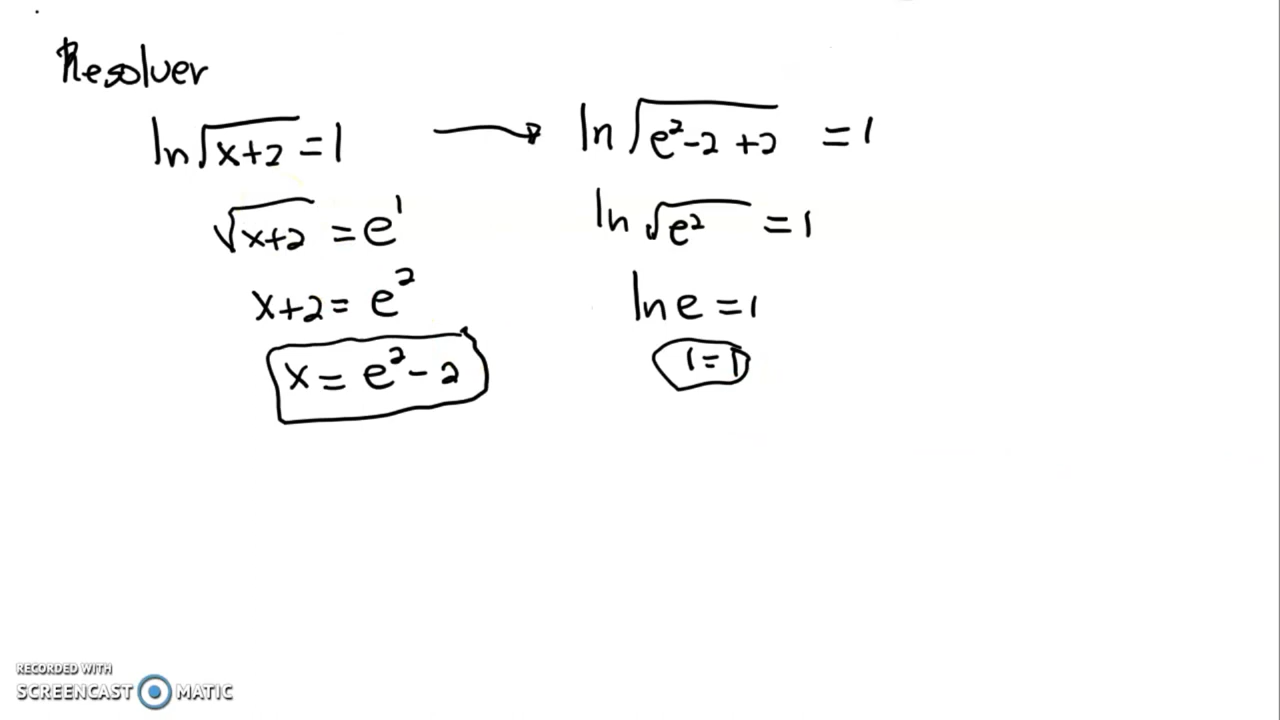 Resolver
ln√(x+2) = 1 → ln√(e²-2+2) = 1
√(x+2) = e¹
x+2 = e²
x = e²-2
ln√(e²) = 1
ln e = 1
1 = 1
RECORDED WITH
SCREENCAST MATIC